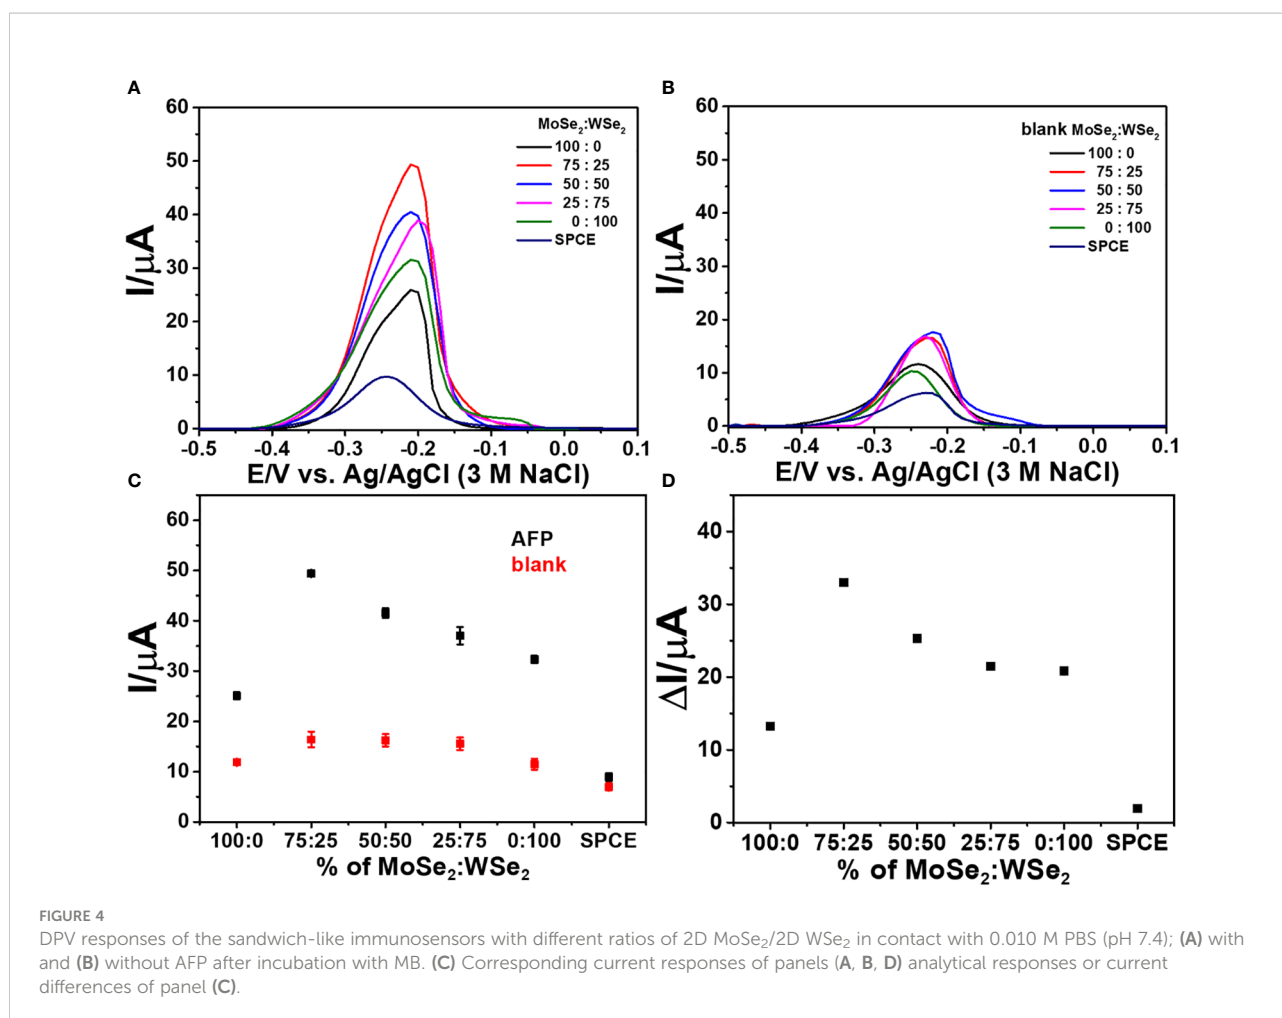 A
60
50
40
30
20
10
0
I/μA
MoSe₂:WSe₂
100 : 0
75 : 25
50 : 50
25 : 75
0 : 100
SPCE
-0.5 -0.4 -0.3 -0.2 -0.1 0.0 0.1
E/V vs. Ag/AgCl (3 M NaCl)
B
60
50
40
30
20
10
0
I/μA
blank MoSe₂:WSe₂
100 : 0
75 : 25
50 : 50
25 : 75
0 : 100
SPCE
-0.5 -0.4 -0.3 -0.2 -0.1 0.0 0.1
E/V vs. Ag/AgCl (3 M NaCl)
C
60
50
40
30
20
10
0
I/μA
AFP
blank
100:0 75:25 50:50 25:75 0:100 SPCE
% of MoSe₂:WSe₂
D
40
30
20
10
0
ΔI/μA
100:0 75:25 50:50 25:75 0:100 SPCE
% of MoSe₂:WSe₂
FIGURE 4
DPV responses of the sandwich-like immunosensors with different ratios of 2D MoSe₂/2D WSe₂ in contact with 0.010 M PBS (pH 7.4); (A) with
and (B) without AFP after incubation with MB. (C) Corresponding current responses of panels (A, B, D) analytical responses or current
differences of panel (C).